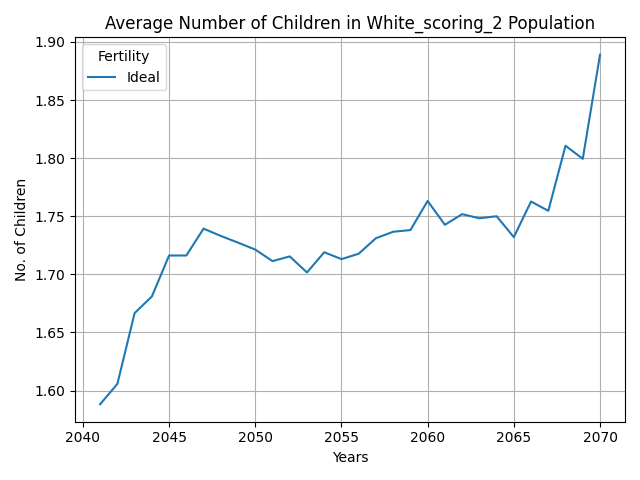 Average Number of Children in White_scoring_2 Population
Fertility
Ideal
No. of Children
1.90
1.85
1.80
1.75
1.70
1.65
1.60
2040 2045 2050 2055 2060 2065 2070
Years